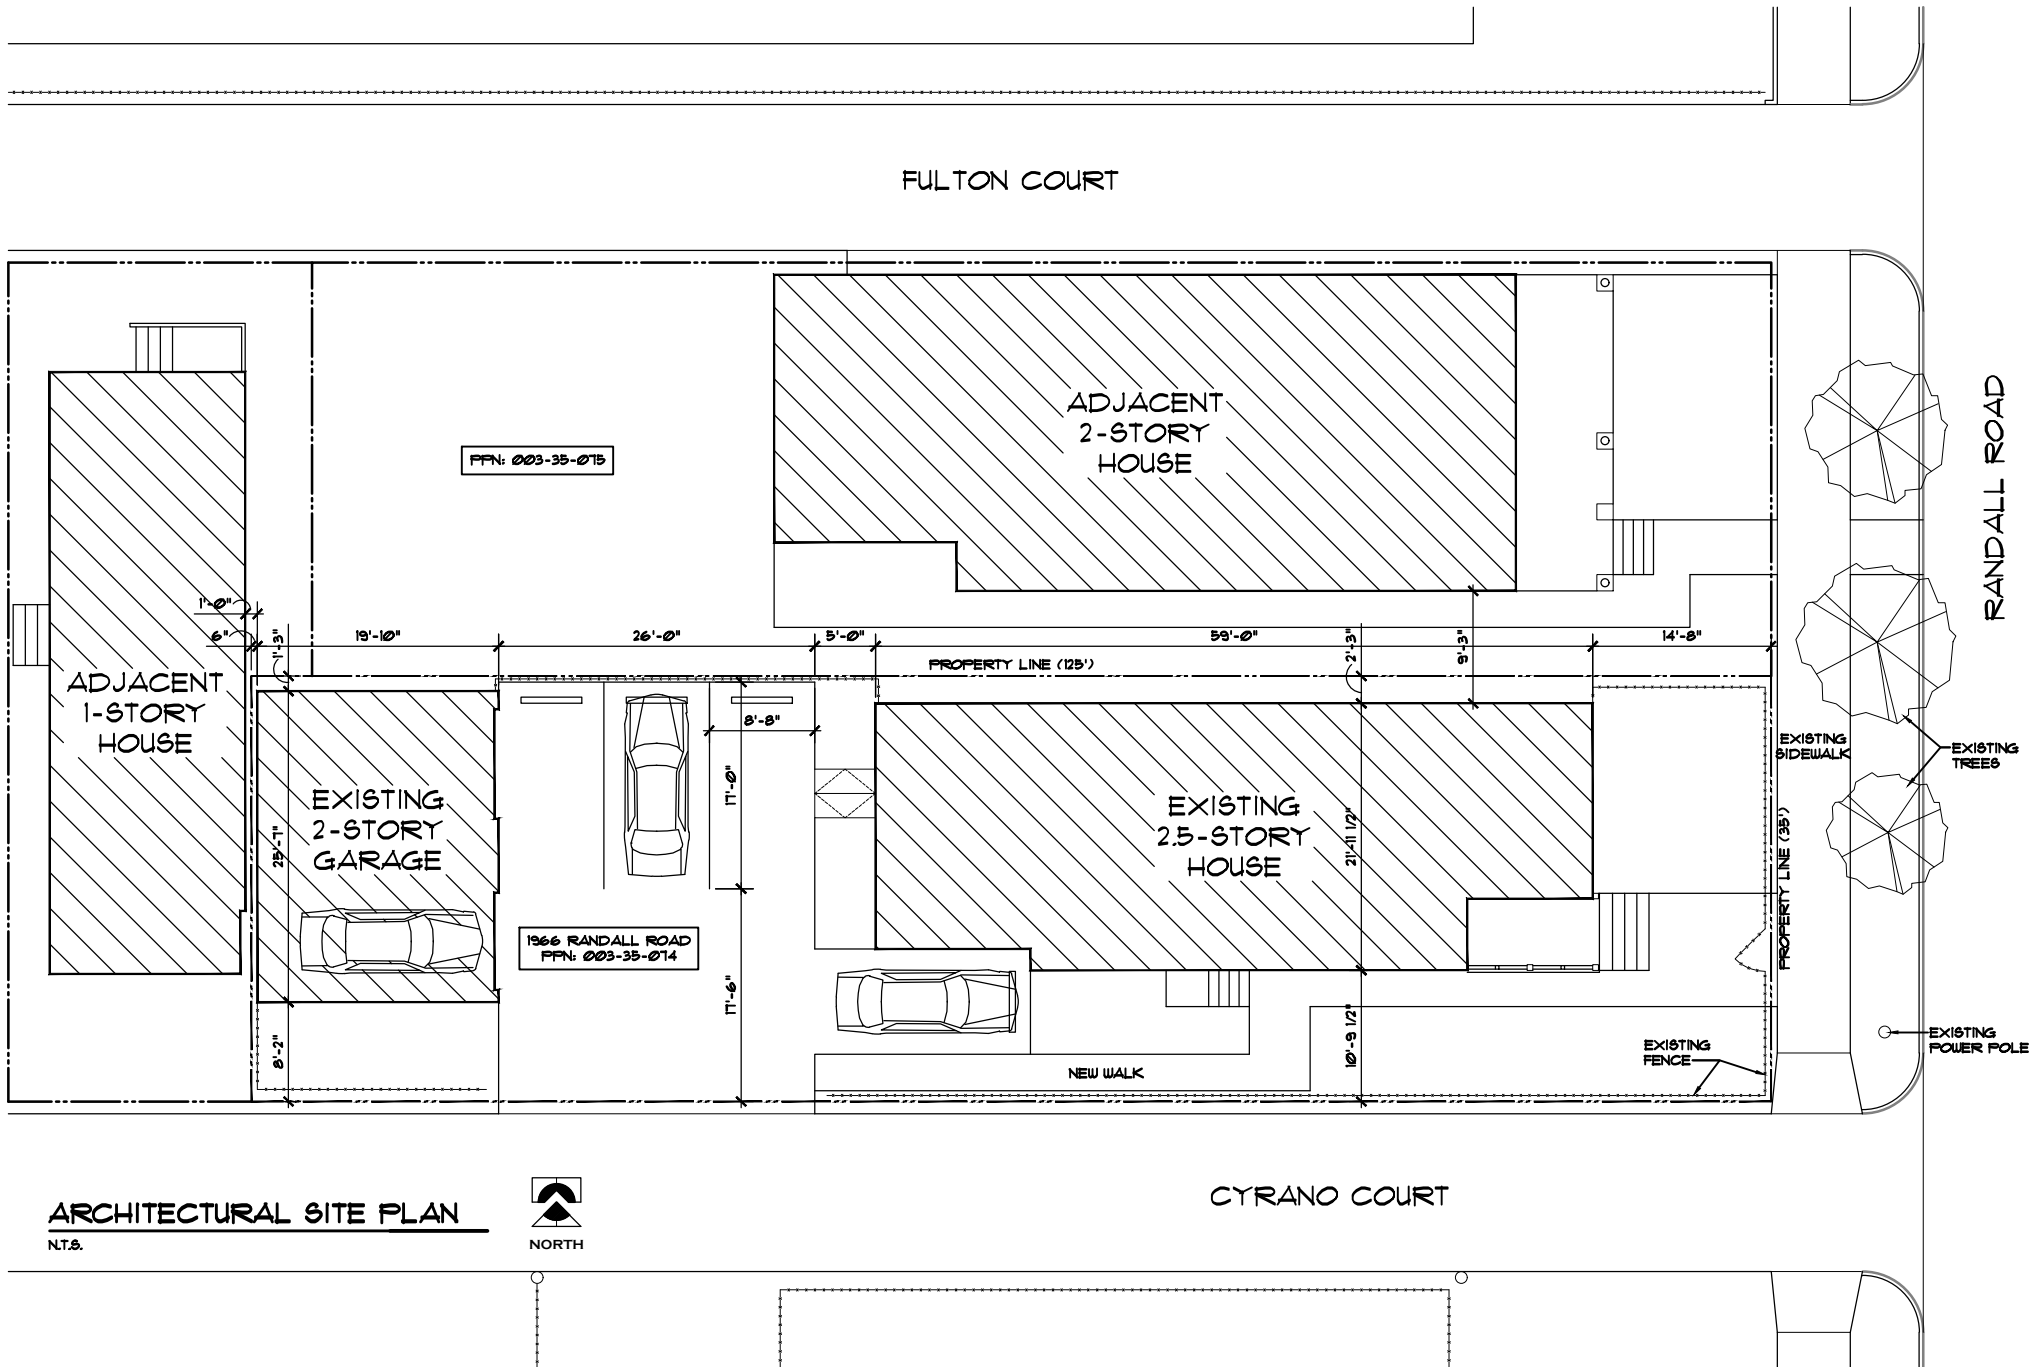 FULTON COURT
RANDALL ROAD
ADJACENT
2-STORY
HOUSE
PPN: 003-35-075
1'-0"
6"
1'-3"
19'-10"
26'-0"
5'-0"
59'-0"
2'-3"
9'-3"
14'-8"
PROPERTY LINE (125')
ADJACENT
1-STORY
HOUSE
8'-8"
17'-0"
EXISTING
SIDEWALK
EXISTING
TREES
EXISTING
2-STORY
GARAGE
25'-7"
EXISTING
2.5-STORY
HOUSE
21'-11 1/2"
PROPERTY LINE (35')
1966 RANDALL ROAD
PPN: 003-35-074
17'-6"
8'-2"
10'-9 1/2"
NEW WALK
EXISTING
FENCE
EXISTING
POWER POLE
ARCHITECTURAL SITE PLAN
N.T.S.
NORTH
CYRANO COURT